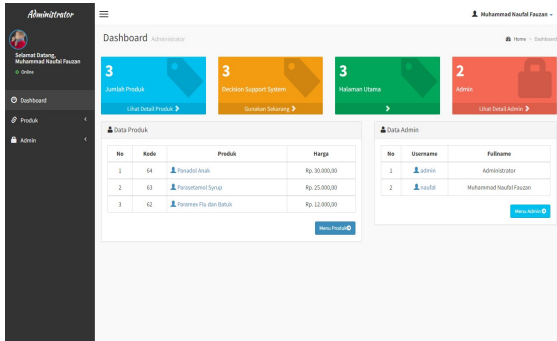 Administrator
Muhammad Naufal Fauzan
Selamat Datang,
Muhammad Naufal Fauzan
Online
Dashboard
Produk
Admin
Dashboard Administrator
Home > Dashboard
3
Jumlah Produk
Lihat Detail Produk
3
Decision Support System
Gunakan Sekarang
3
Halaman Utama
2
Admin
Lihat Detail Admin
Data Produk
No Kode Produk Harga
1 64 Panadol Anak Rp. 30.000,00
2 63 Parasetamol Syrup Rp. 25.000,00
3 62 Paramex Flu dan Batuk Rp. 12.000,00
Menu Produk
Data Admin
No Username Fullname
1 admin Administrator
2 naufal Muhammad Naufal Fauzan
Menu Admin